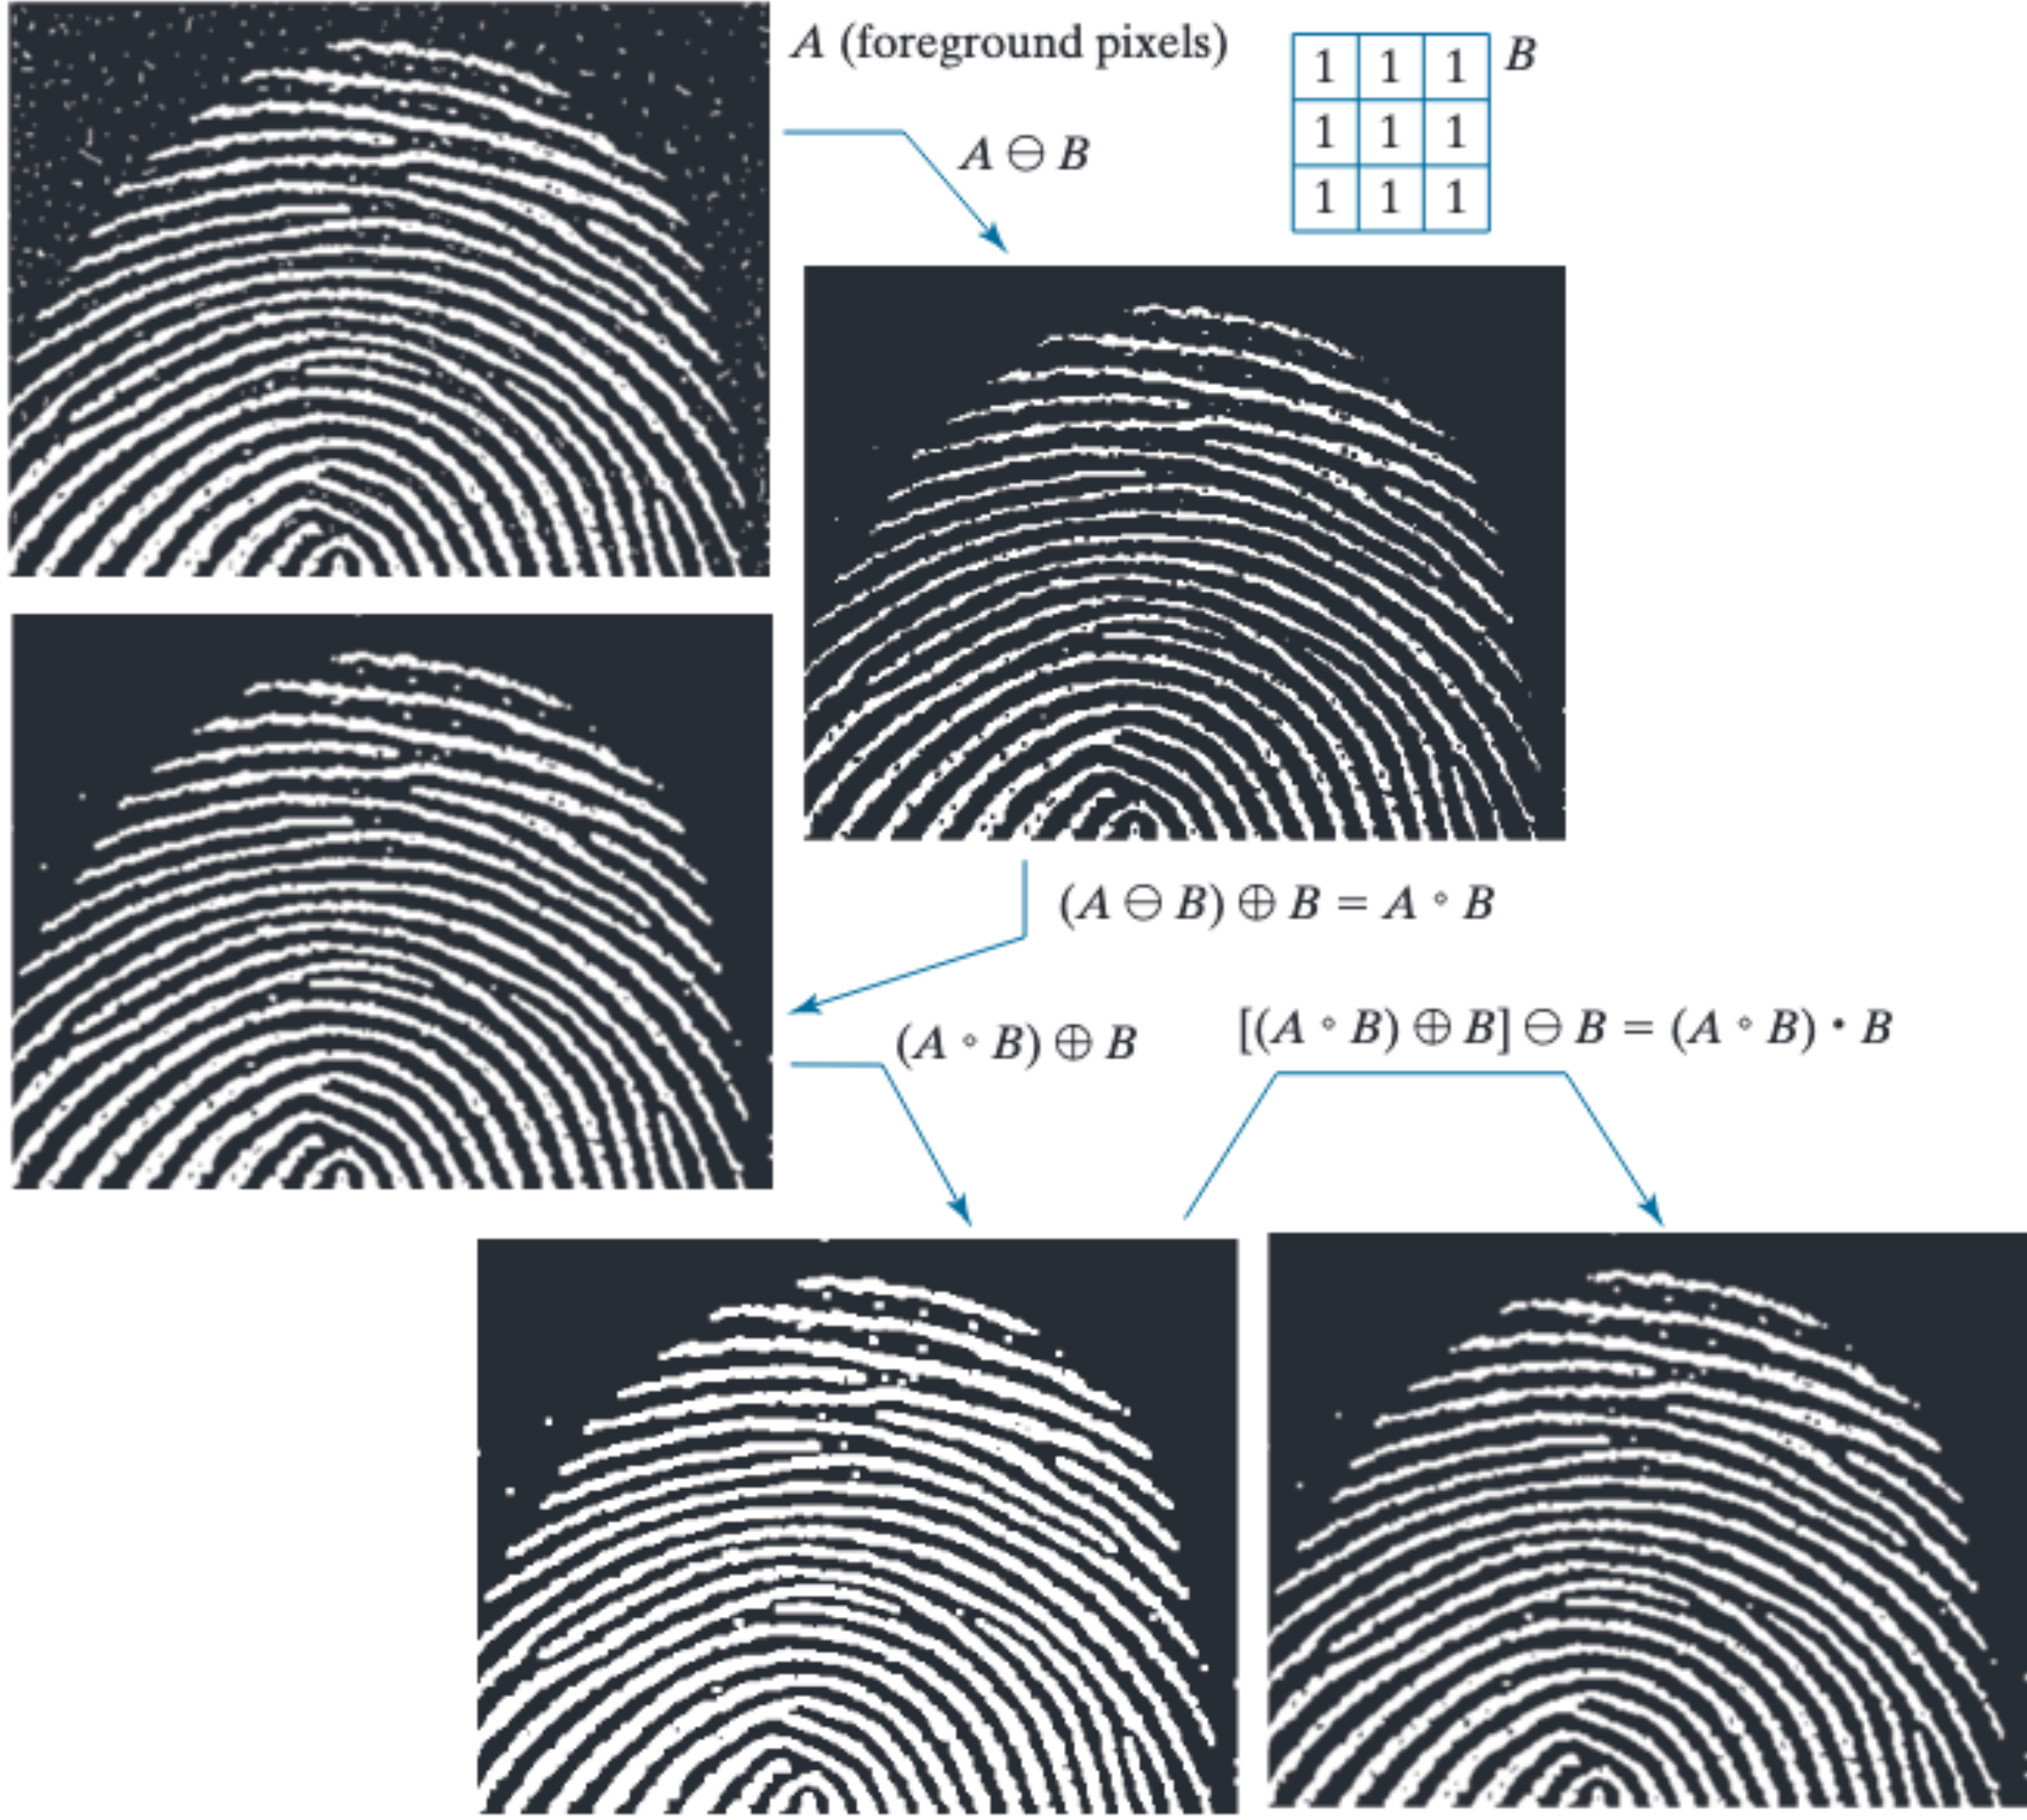 A (foreground pixels)
1 1 1 B
1 1 1
1 1 1
A ⊖ B
(A ⊖ B) ⊕ B = A ∘ B
(A ∘ B) ⊕ B
[(A ∘ B) ⊕ B] ⊖ B = (A ∘ B) • B